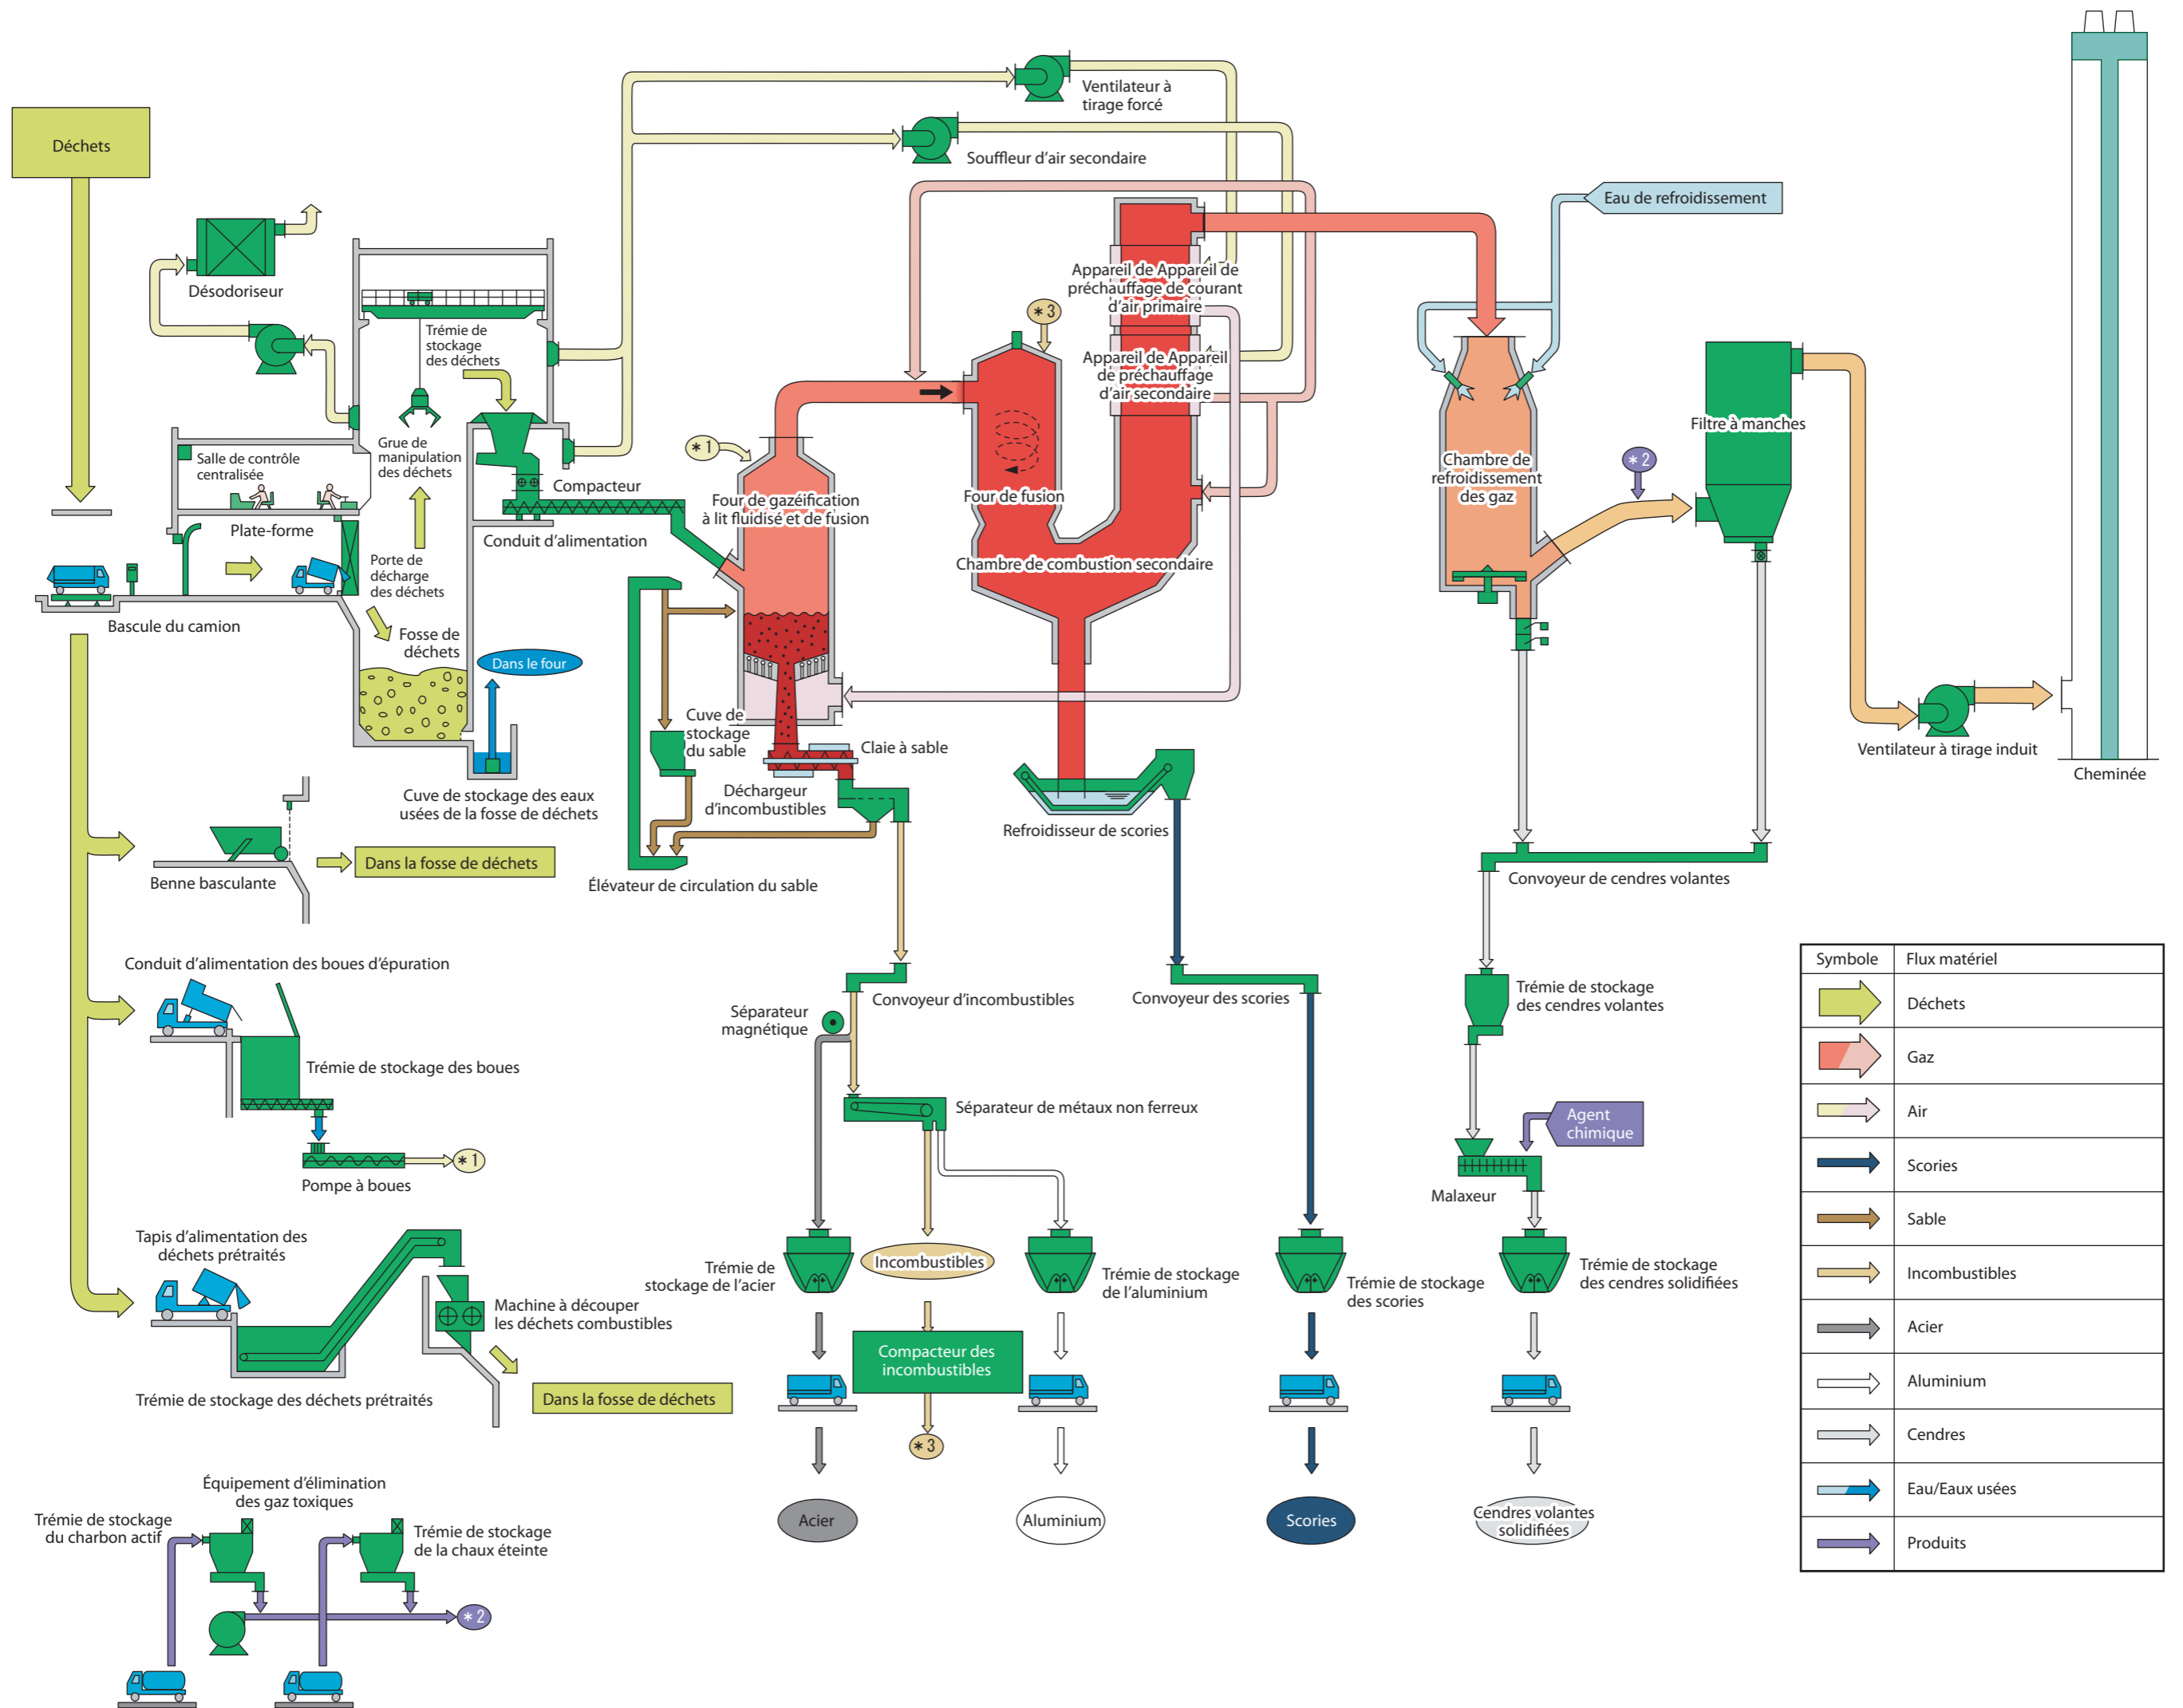 Ventilateur à
tirage forcé
Déchets
Souffleur d'air secondaire
Eau de refroidissement
Désodoriseur
Appareil de Appareil de
préchauffage de courant
d'air primaire
* 3
Trémie de
stockage
des déchets
Appareil de Appareil
de préchauffage
d'air secondaire
Filtre à manches
Grue de
manipulation
des déchets
Salle de contrôle
centralisée
* 1
* 2
Compacteur
Chambre de
refroidissement
des gaz
Four de gazéification
à lit fluidisé et de fusion
Four de fusion
Plate-forme
Conduit d'alimentation
Porte de
décharge
des déchets
Chambre de combustion secondaire
Bascule du camion
Fosse de
déchets
Dans le four
Cuve de
stockage
du sable
Claie à sable
Ventilateur à tirage induit
Cheminée
Cuve de stockage des eaux
usées de la fosse de déchets
Déchargeur
d'incombustibles
Refroidisseur de scories
Dans la fosse de déchets
Benne basculante
Élévateur de circulation du sable
Convoyeur de cendres volantes
Conduit d'alimentation des boues d'épuration
Symbole
Flux matériel
Déchets
Gaz
Air
Scories
Sable
Incombustibles
Acier
Aluminium
Cendres
Eau/Eaux usées
Produits
Convoyeur d'incombustibles
Convoyeur des scories
Trémie de stockage
des cendres volantes
Séparateur
magnétique
Trémie de stockage des boues
Séparateur de métaux non ferreux
Agent
chimique
* 1
Pompe à boues
Malaxeur
Tapis d'alimentation des
déchets prétraités
Incombustibles
Trémie de
stockage de l'acier
Trémie de stockage
de l'aluminium
Trémie de stockage
des scories
Trémie de stockage
des cendres solidifiées
Machine à découper
les déchets combustibles
Compacteur des
incombustibles
Trémie de stockage des déchets prétraités
Dans la fosse de déchets
* 3
Équipement d'élimination
des gaz toxiques
Trémie de stockage
du charbon actif
Trémie de stockage
de la chaux éteinte
Acier
Aluminium
Scories
Cendres volantes
solidifiées
* 2